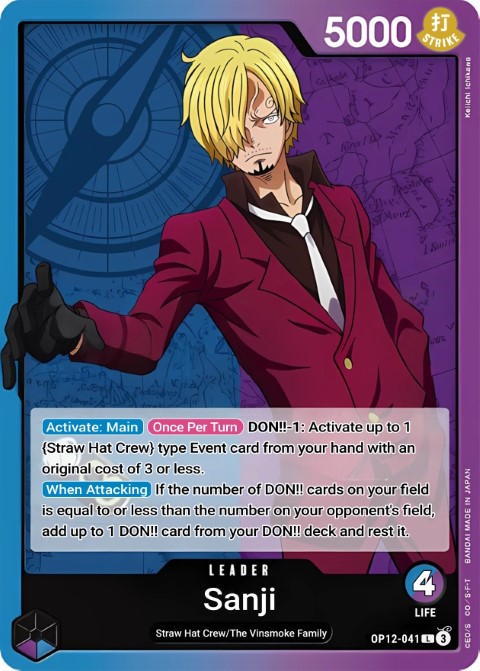 5000
打
STRIKE
Keiichi Ichikawa
Activate: Main Once Per Turn DON!!-1: Activate up to 1
{Straw Hat Crew} type Event card from your hand with an
original cost of 3 or less.
When Attacking If the number of DON!! cards on your field
is equal to or less than the number on your opponent's field,
add up to 1 DON!! card from your DON!! deck and rest it.
LEADER
Sanji
4
LIFE
Straw Hat Crew/The Vinsmoke Family
OP12-041 L 3
©EO/S ©O/S-F-T BANDAI MADE IN JAPAN